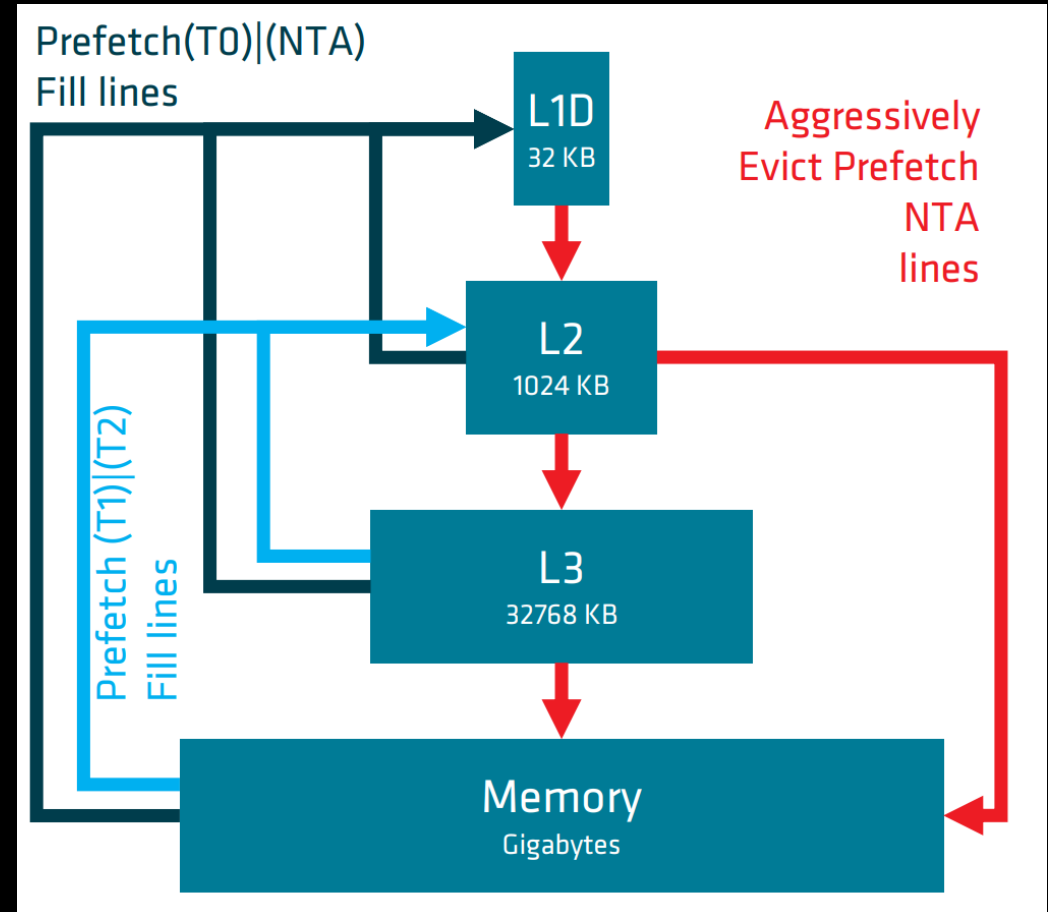 Prefetch(T0)|(NTA)
Fill lines
L1D
32 KB
Aggressively
Evict Prefetch
NTA
lines
L2
1024 KB
Prefetch (T1)|(T2)
Fill lines
L3
32768 KB
Memory
Gigabytes